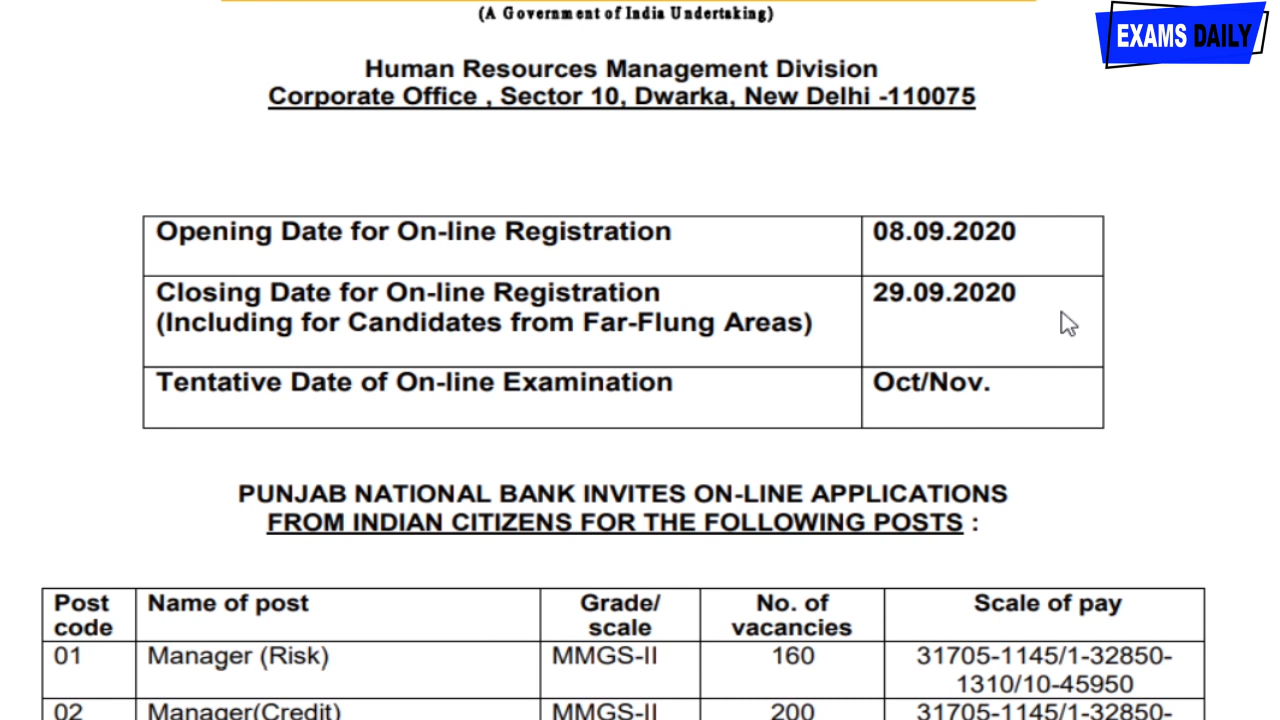 (A Government of India Undertaking)
EXAMS DAILY
Human Resources Management Division
Corporate Office , Sector 10, Dwarka, New Delhi -110075
Opening Date for On-line Registration 08.09.2020
Closing Date for On-line Registration 29.09.2020
(Including for Candidates from Far-Flung Areas)
Tentative Date of On-line Examination Oct/Nov.
PUNJAB NATIONAL BANK INVITES ON-LINE APPLICATIONS
FROM INDIAN CITIZENS FOR THE FOLLOWING POSTS :
Post Name of post Grade/ No. of Scale of pay
code scale vacancies
01 Manager (Risk) MMGS-II 160 31705-1145/1-32850-
1310/10-45950
02 Manager(Credit) MMGS-II 200 31705-1145/1-32850-